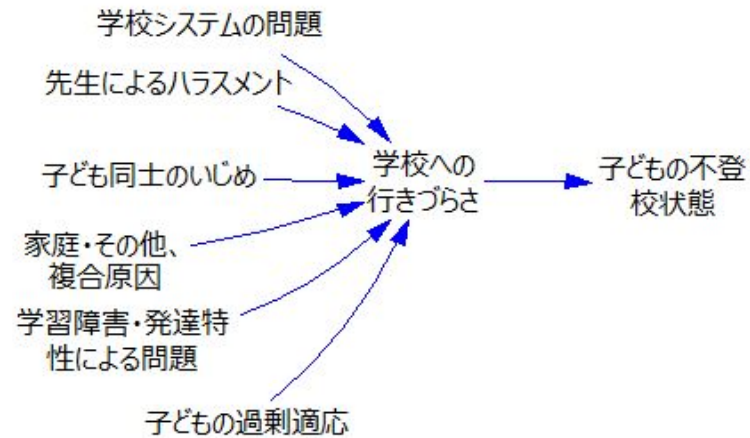 学校システムの問題
先生によるハラスメント
子ども同士のいじめ
家庭・その他、
複合原因
学習障害・発達特
性による問題
子どもの過剰適応
学校への
行きづらさ
子どもの不登
校状態